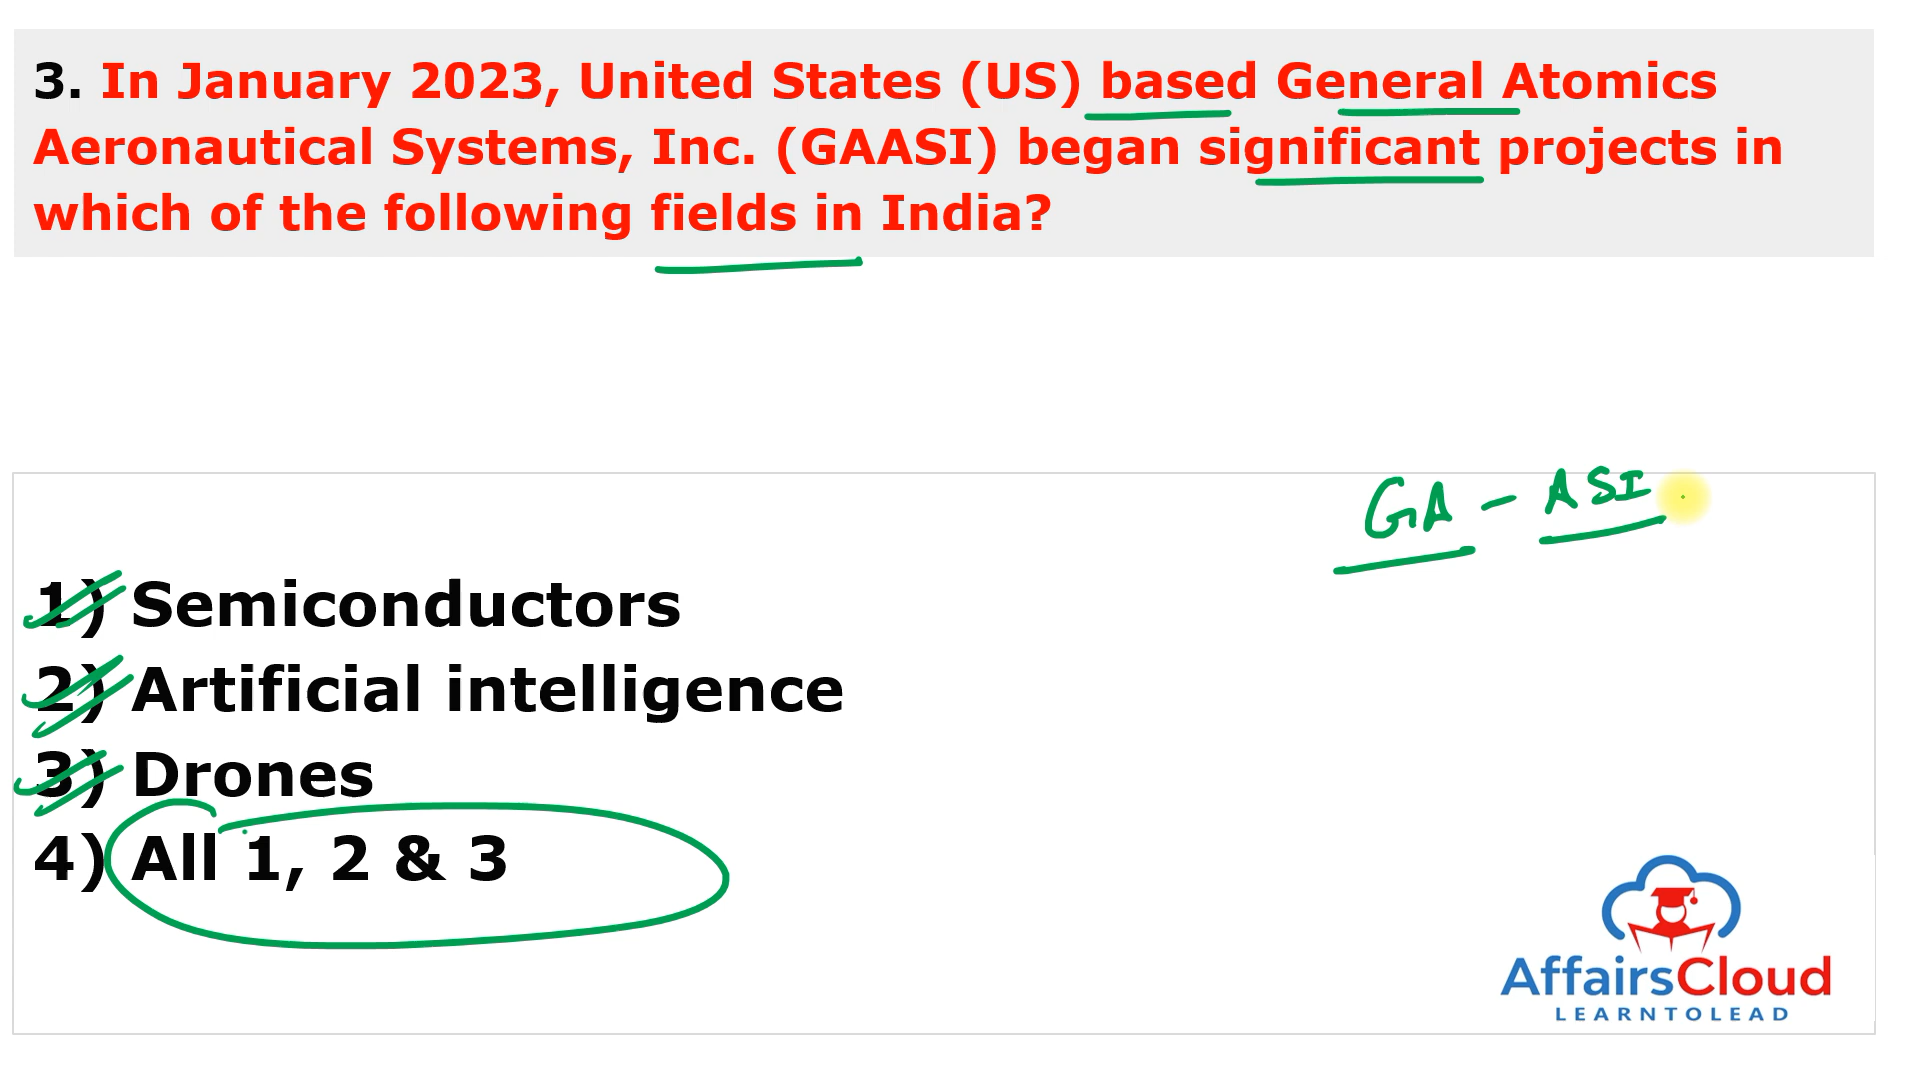 3. In January 2023, United States (US) based General Atomics
Aeronautical Systems, Inc. (GAASI) began significant projects in
which of the following fields in India?
GA - ASI
1) Semiconductors
2) Artificial intelligence
3) Drones
4) All 1, 2 & 3
AffairsCloud
LEARNTOLEAD